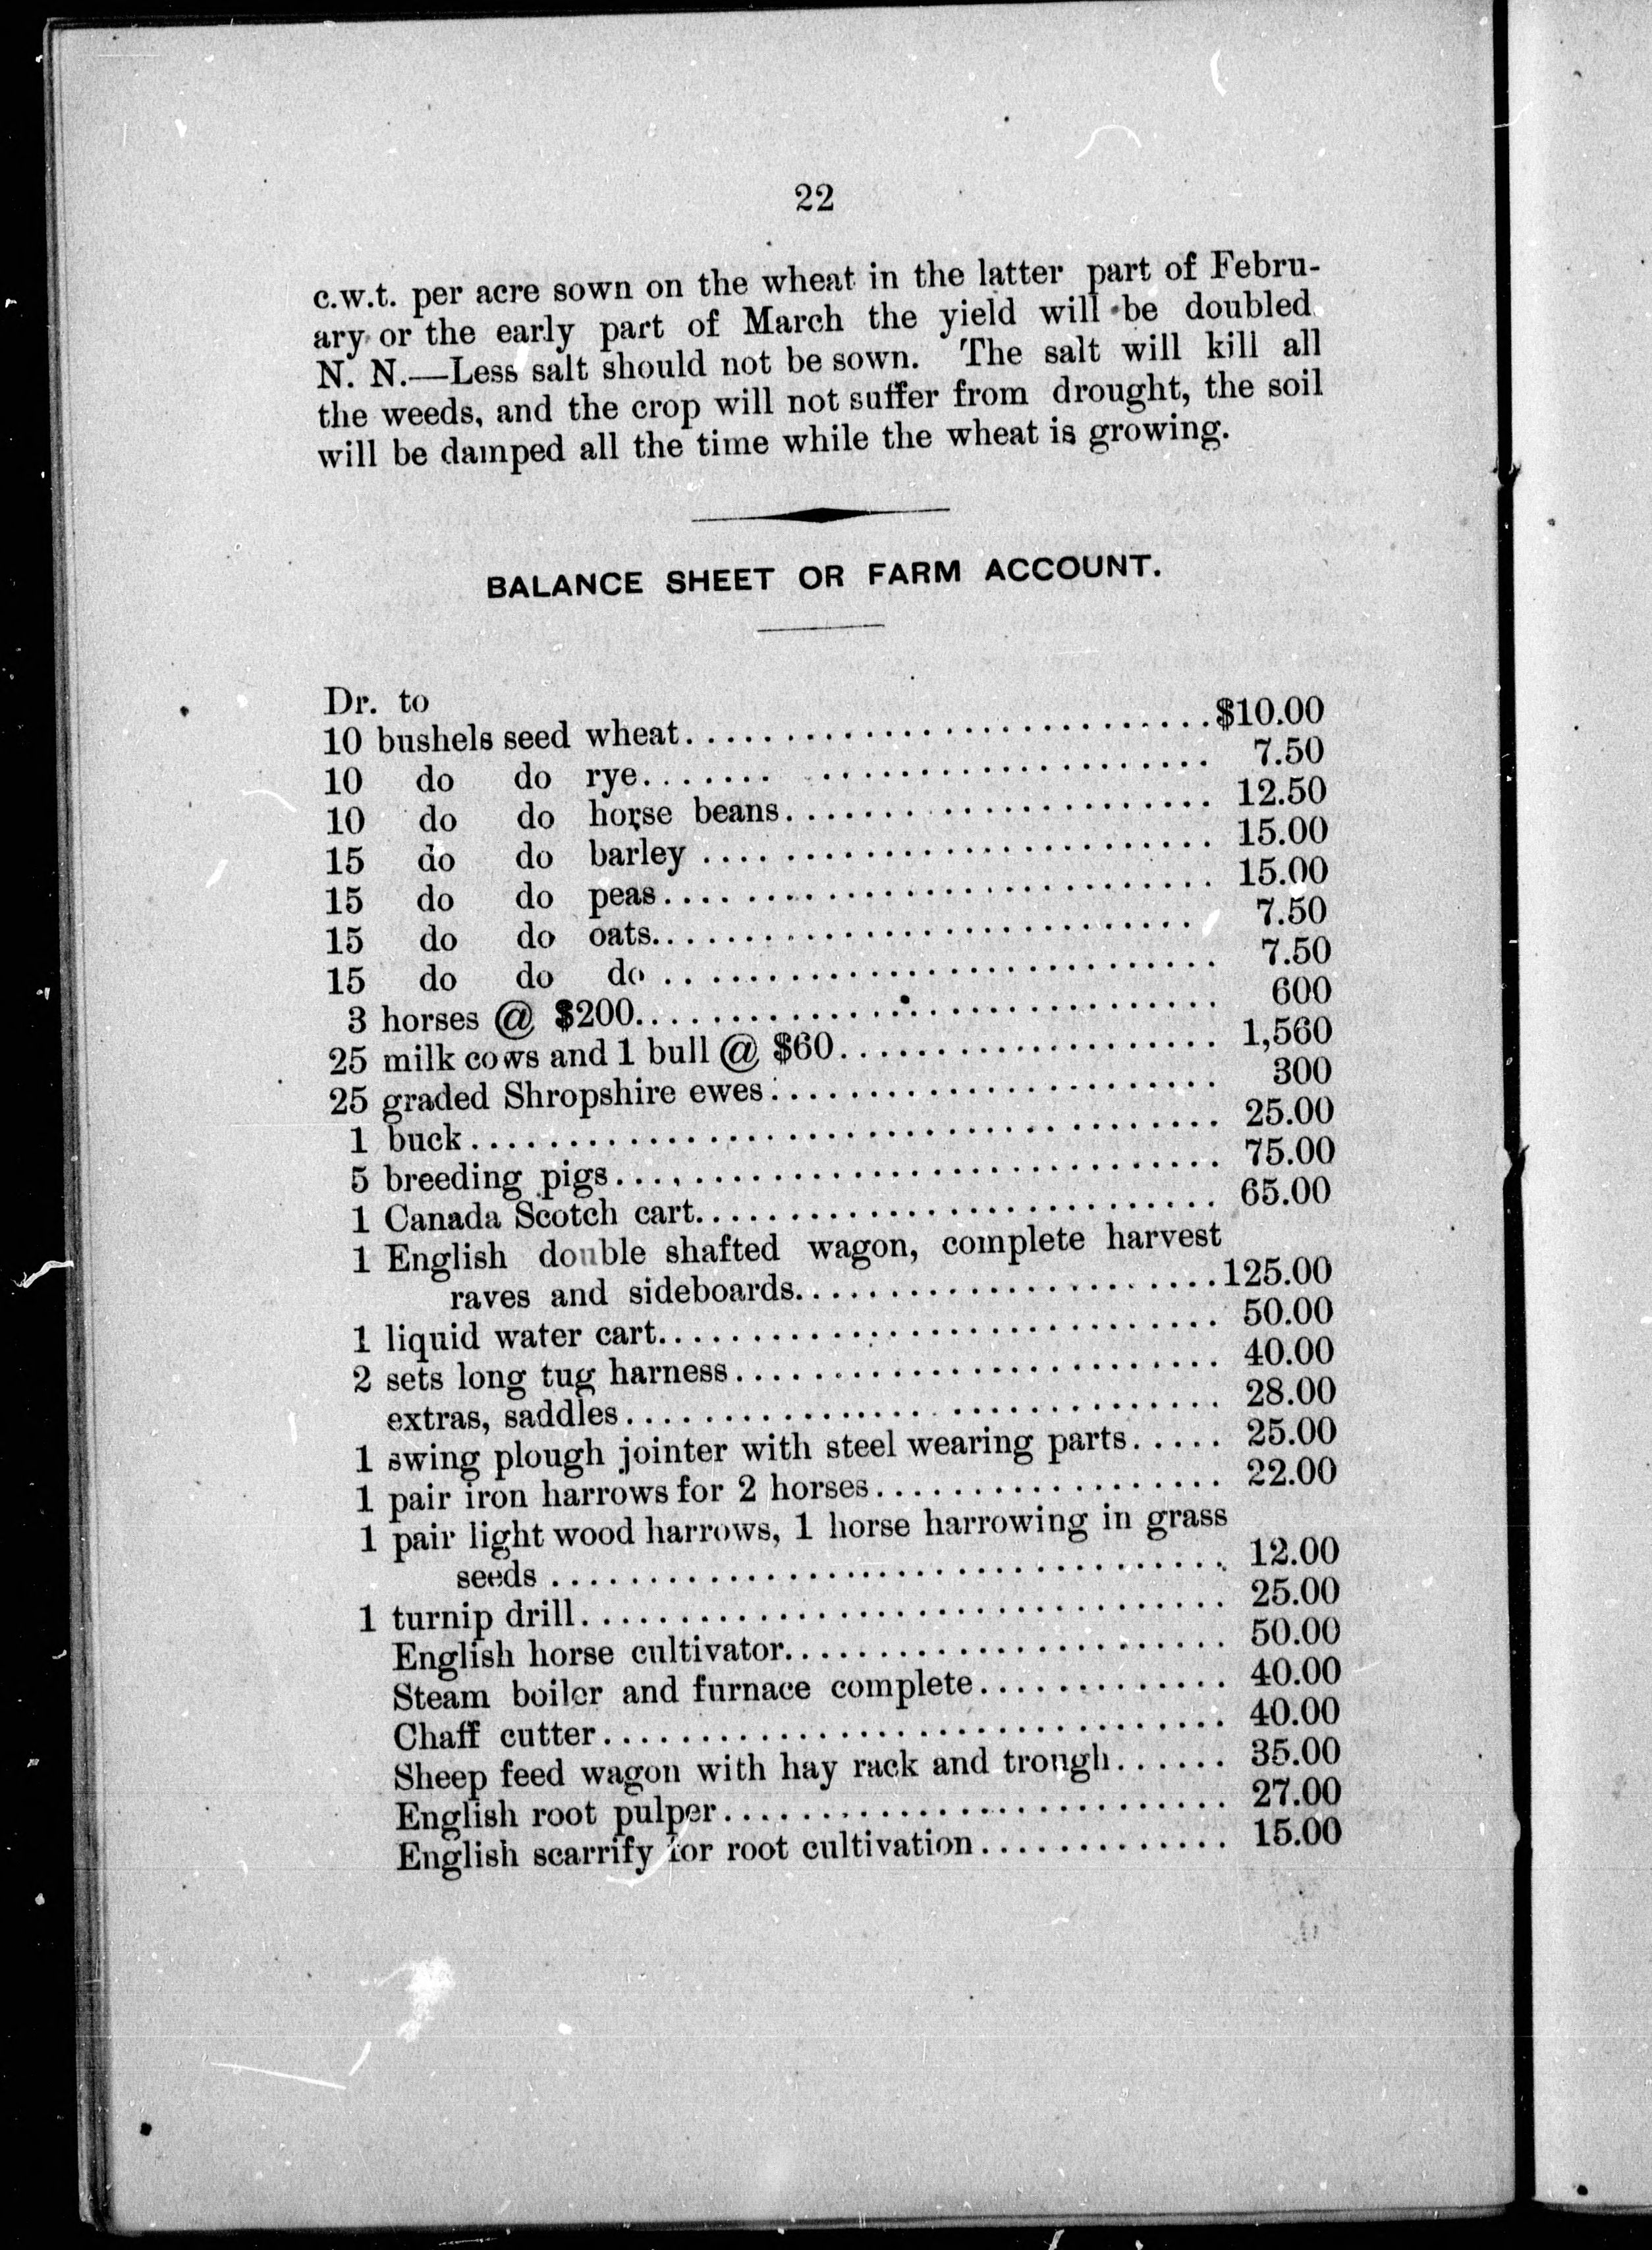 22
c.w.t. per acre sown on the wheat in the latter part of Febru-
ary or the early part of March the yield will be doubled
N. N.—Less salt should not be sown. The salt will kill all
the weeds, and the crop will not suffer from drought, the soil
will be damped all the time while the wheat is growing.
BALANCE SHEET OR FARM ACCOUNT.
Dr. to
10 bushels seed wheat............................$10.00
10 do do rye............................ 7.50
10 do do horse beans...................... 12.50
15 do do barley .......................... 15.00
15 do do peas............................. 15.00
15 do do oats............................. 7.50
15 do do do ............................. 7.50
3 horses @ $200.............................. 600
25 milk cows and 1 bull @ $60.................... 1,560
25 graded Shropshire ewes........................ 300
1 buck....................................... 25.00
5 breeding pigs............................... 75.00
1 Canada Scotch cart........................... 65.00
1 English double shafted wagon, complete harvest
raves and sideboards......................125.00
1 liquid water cart............................. 50.00
2 sets long tug harness......................... 40.00
extras, saddles.............................. 28.00
1 swing plough jointer with steel wearing parts..... 25.00
1 pair iron harrows for 2 horses.................. 22.00
1 pair light wood harrows, 1 horse harrowing in grass
seeds ................................... 12.00
1 turnip drill................................. 25.00
English horse cultivator....................... 50.00
Steam boiler and furnace complete............. 40.00
Chaff cutter................................ 40.00
Sheep feed wagon with hay rack and trough...... 35.00
English root pulper.......................... 27.00
English scarrify for root cultivation............. 15.00